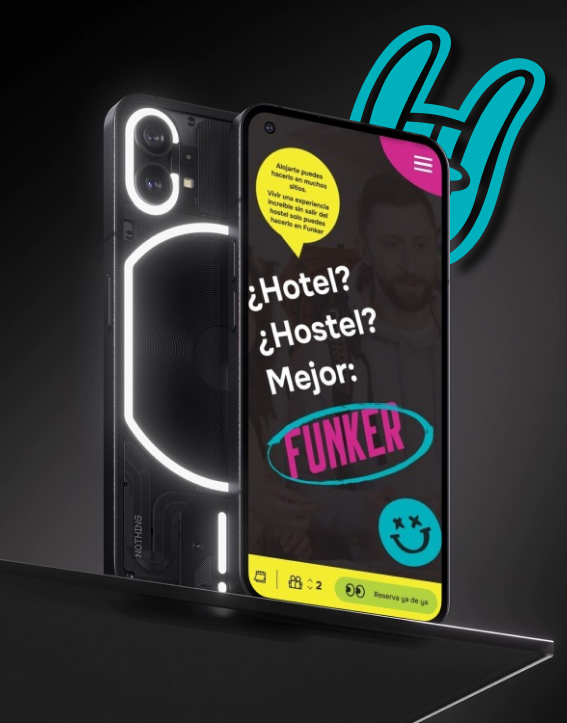 Alojarte puedes
hacerlo en muchos
sitios.
Vivir una experiencia
increíble sin salir del
hostel solo puedes
hacerlo en Funker
¿Hotel?
¿Hostel?
Mejor:
FUNKER
2
Reserva ya de ya
NOTHING